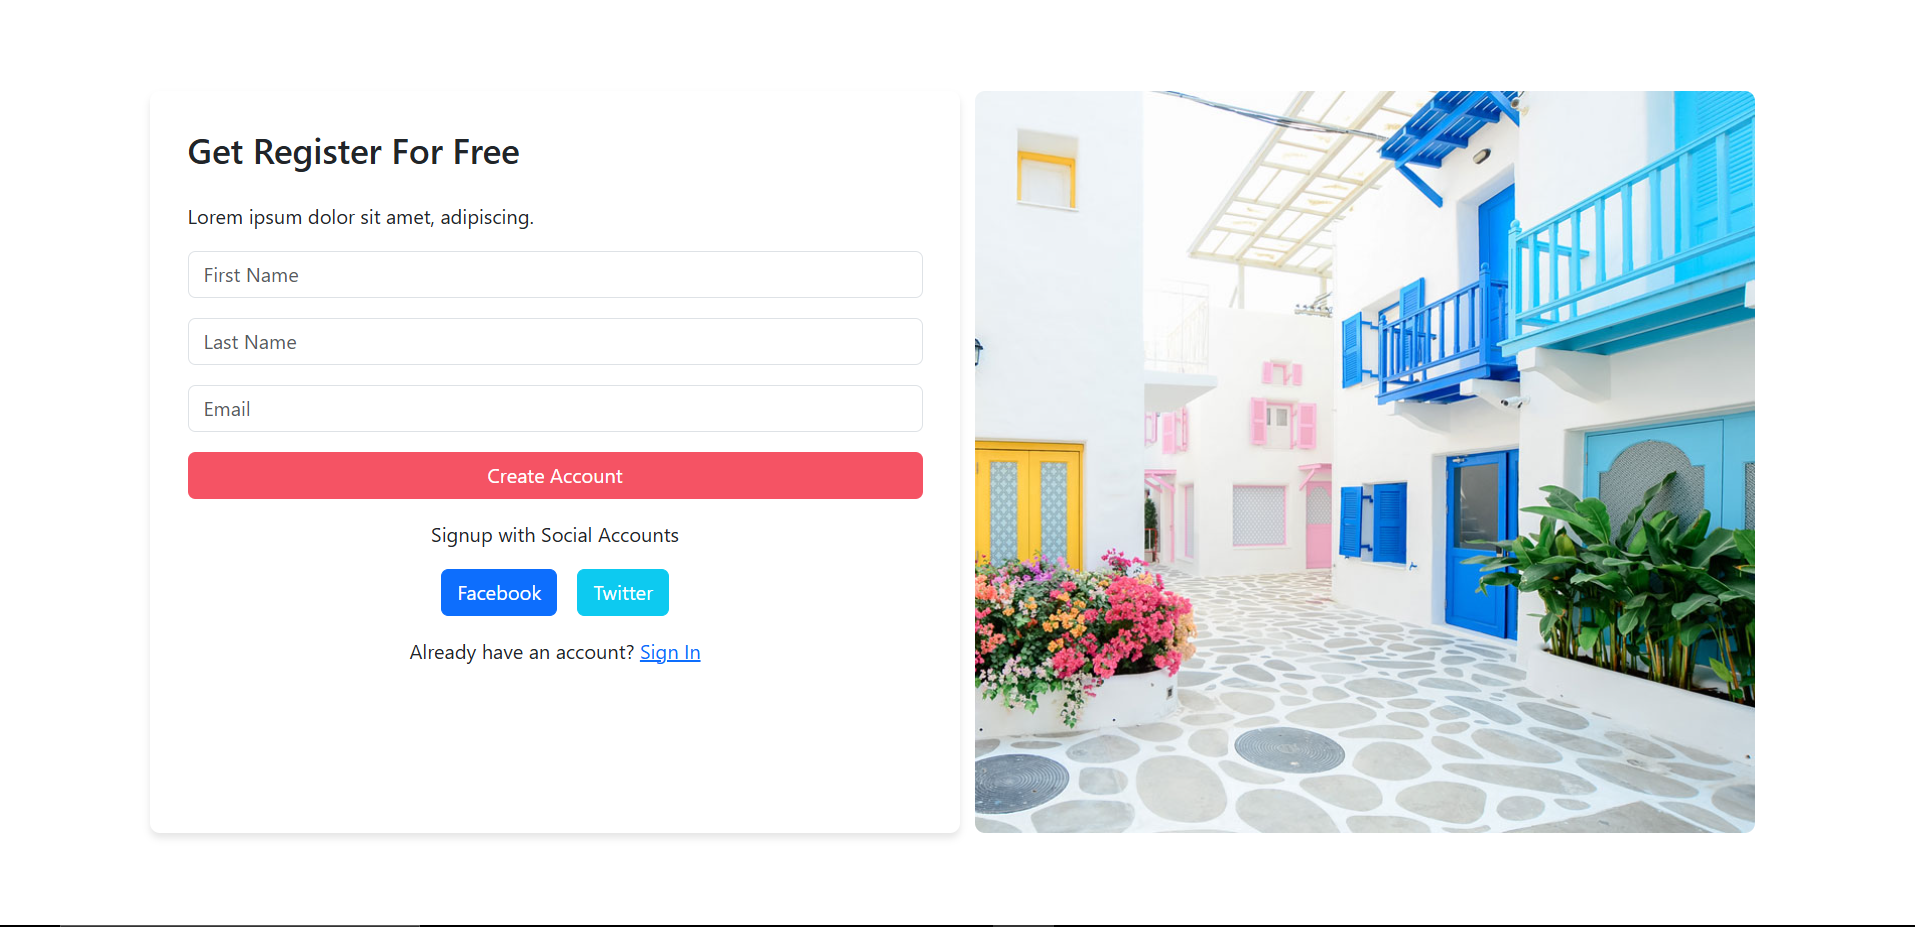 Get Register For Free
Lorem ipsum dolor sit amet, adipiscing.
First Name
Last Name
Email
Create Account
Signup with Social Accounts
Facebook Twitter
Already have an account? Sign In